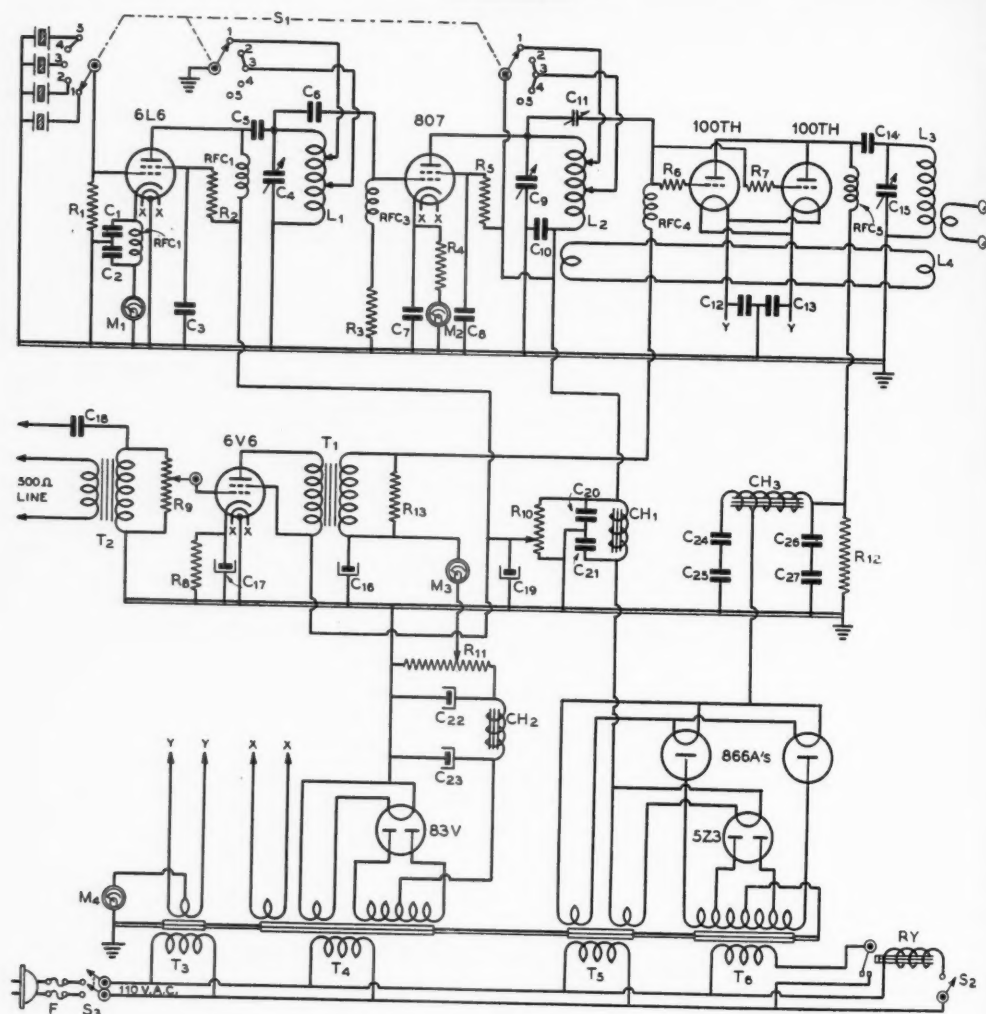 S1
5
4
3
2
1
1
2
3
4
5
1
2
3
4
5
6L6
C5
C6
807
C11
100TH
100TH
C14
L3
R1
C1
C2
RFC1
R2
RFC1
C4
L1
RFC3
R5
C9
L2
R6
R7
RFC4
RFC5
C15
X X
X X
R4
C10
L4
M1
C3
R3
C7
M2
C8
C12
C13
Y
Y
C18
6V6
T1
500Ω
LINE
R9
T2
R13
R10
C20
CH1
CH3
C24
C26
X X
R8
C17
C16
M3
C19
C21
C25
C27
R12
R11
C22
CH2
C23
Y Y X X
83V
866A's
5Z3
M4
T3
T4
T5
T6
RY
S2
F
S3
110 V.A.C.